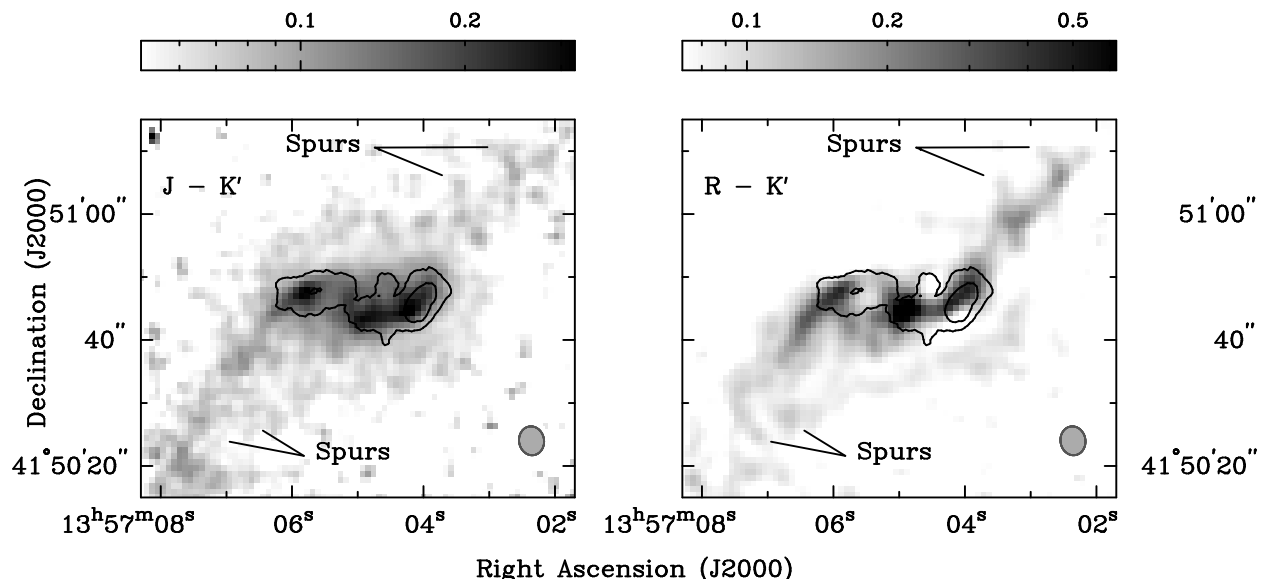 0.1 0.2 0.1 0.2 0.5
Spurs Spurs
J – K′ R – K′
51′00″ 51′00″
Declination (J2000)
40″ 40″
Spurs Spurs
41°50′20″ 41°50′20″
13ʰ57ᵐ08ˢ 06ˢ 04ˢ 02ˢ 13ʰ57ᵐ08ˢ 06ˢ 04ˢ 02ˢ
Right Ascension (J2000)